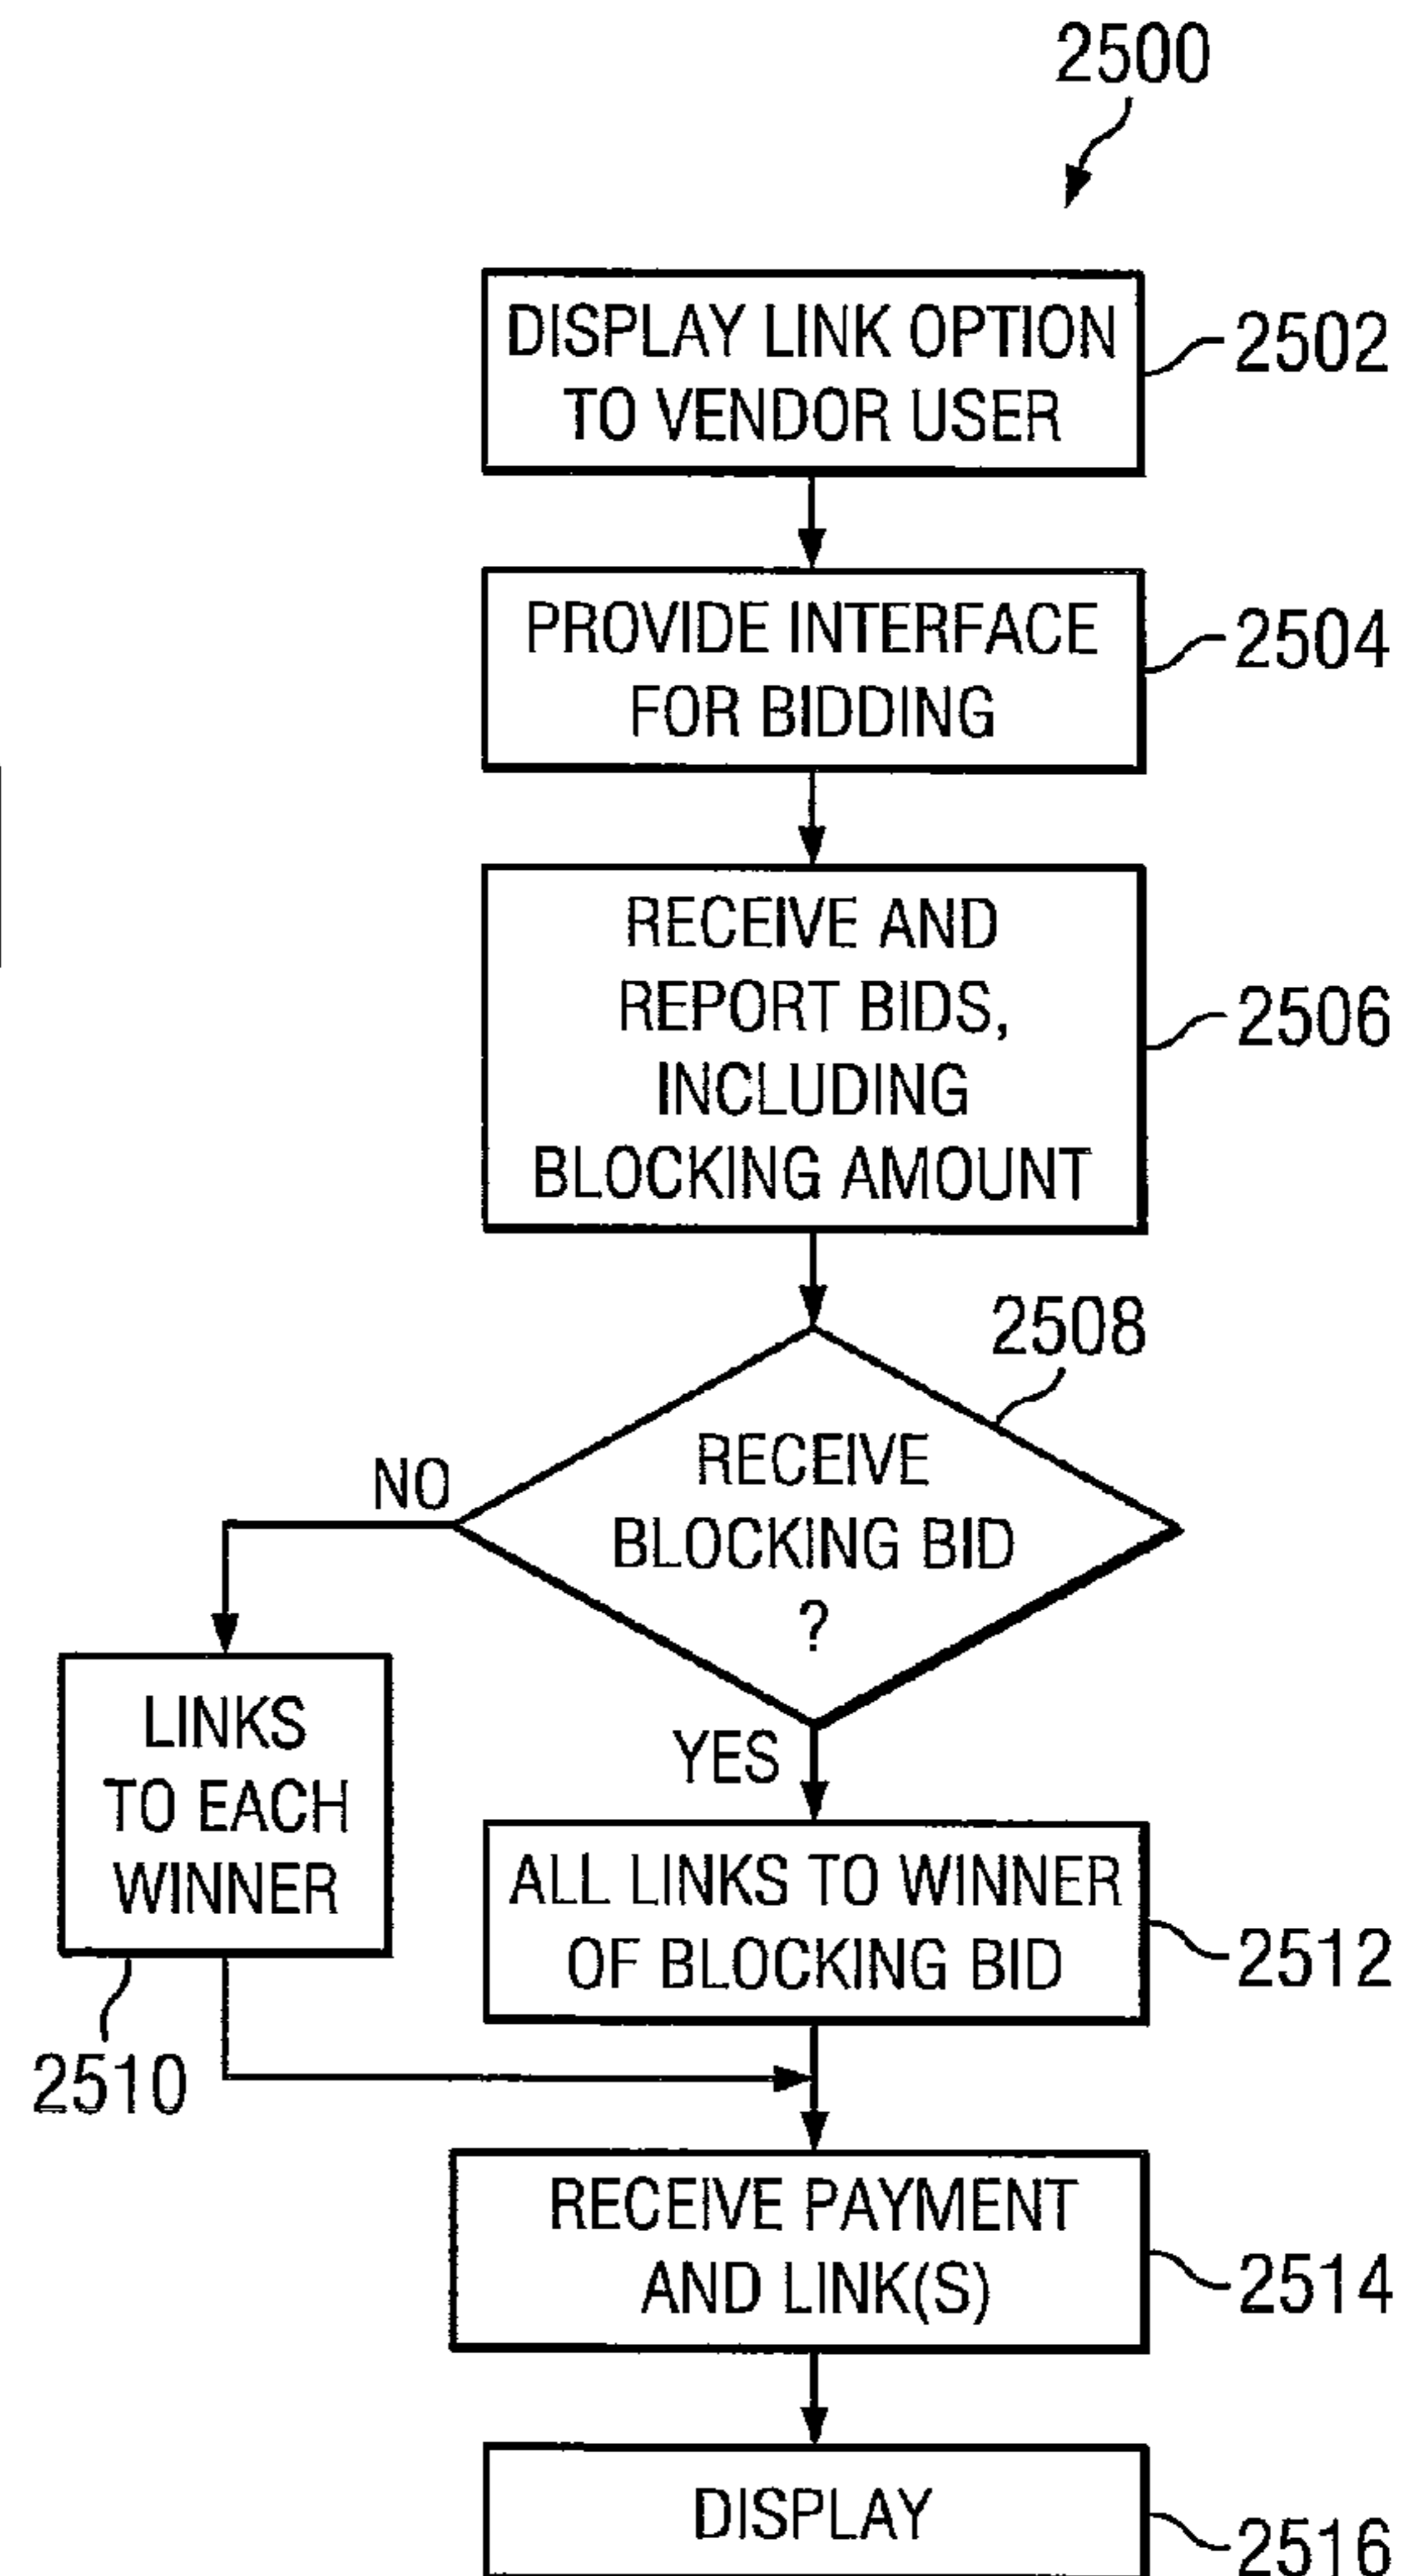 2500
DISPLAY LINK OPTION
TO VENDOR USER
2502
PROVIDE INTERFACE
FOR BIDDING
2504
RECEIVE AND
REPORT BIDS,
INCLUDING
BLOCKING AMOUNT
2506
2508
RECEIVE
BLOCKING BID
?
NO
YES
LINKS
TO EACH
WINNER
2510
ALL LINKS TO WINNER
OF BLOCKING BID
2512
RECEIVE PAYMENT
AND LINK(S)
2514
DISPLAY
2516